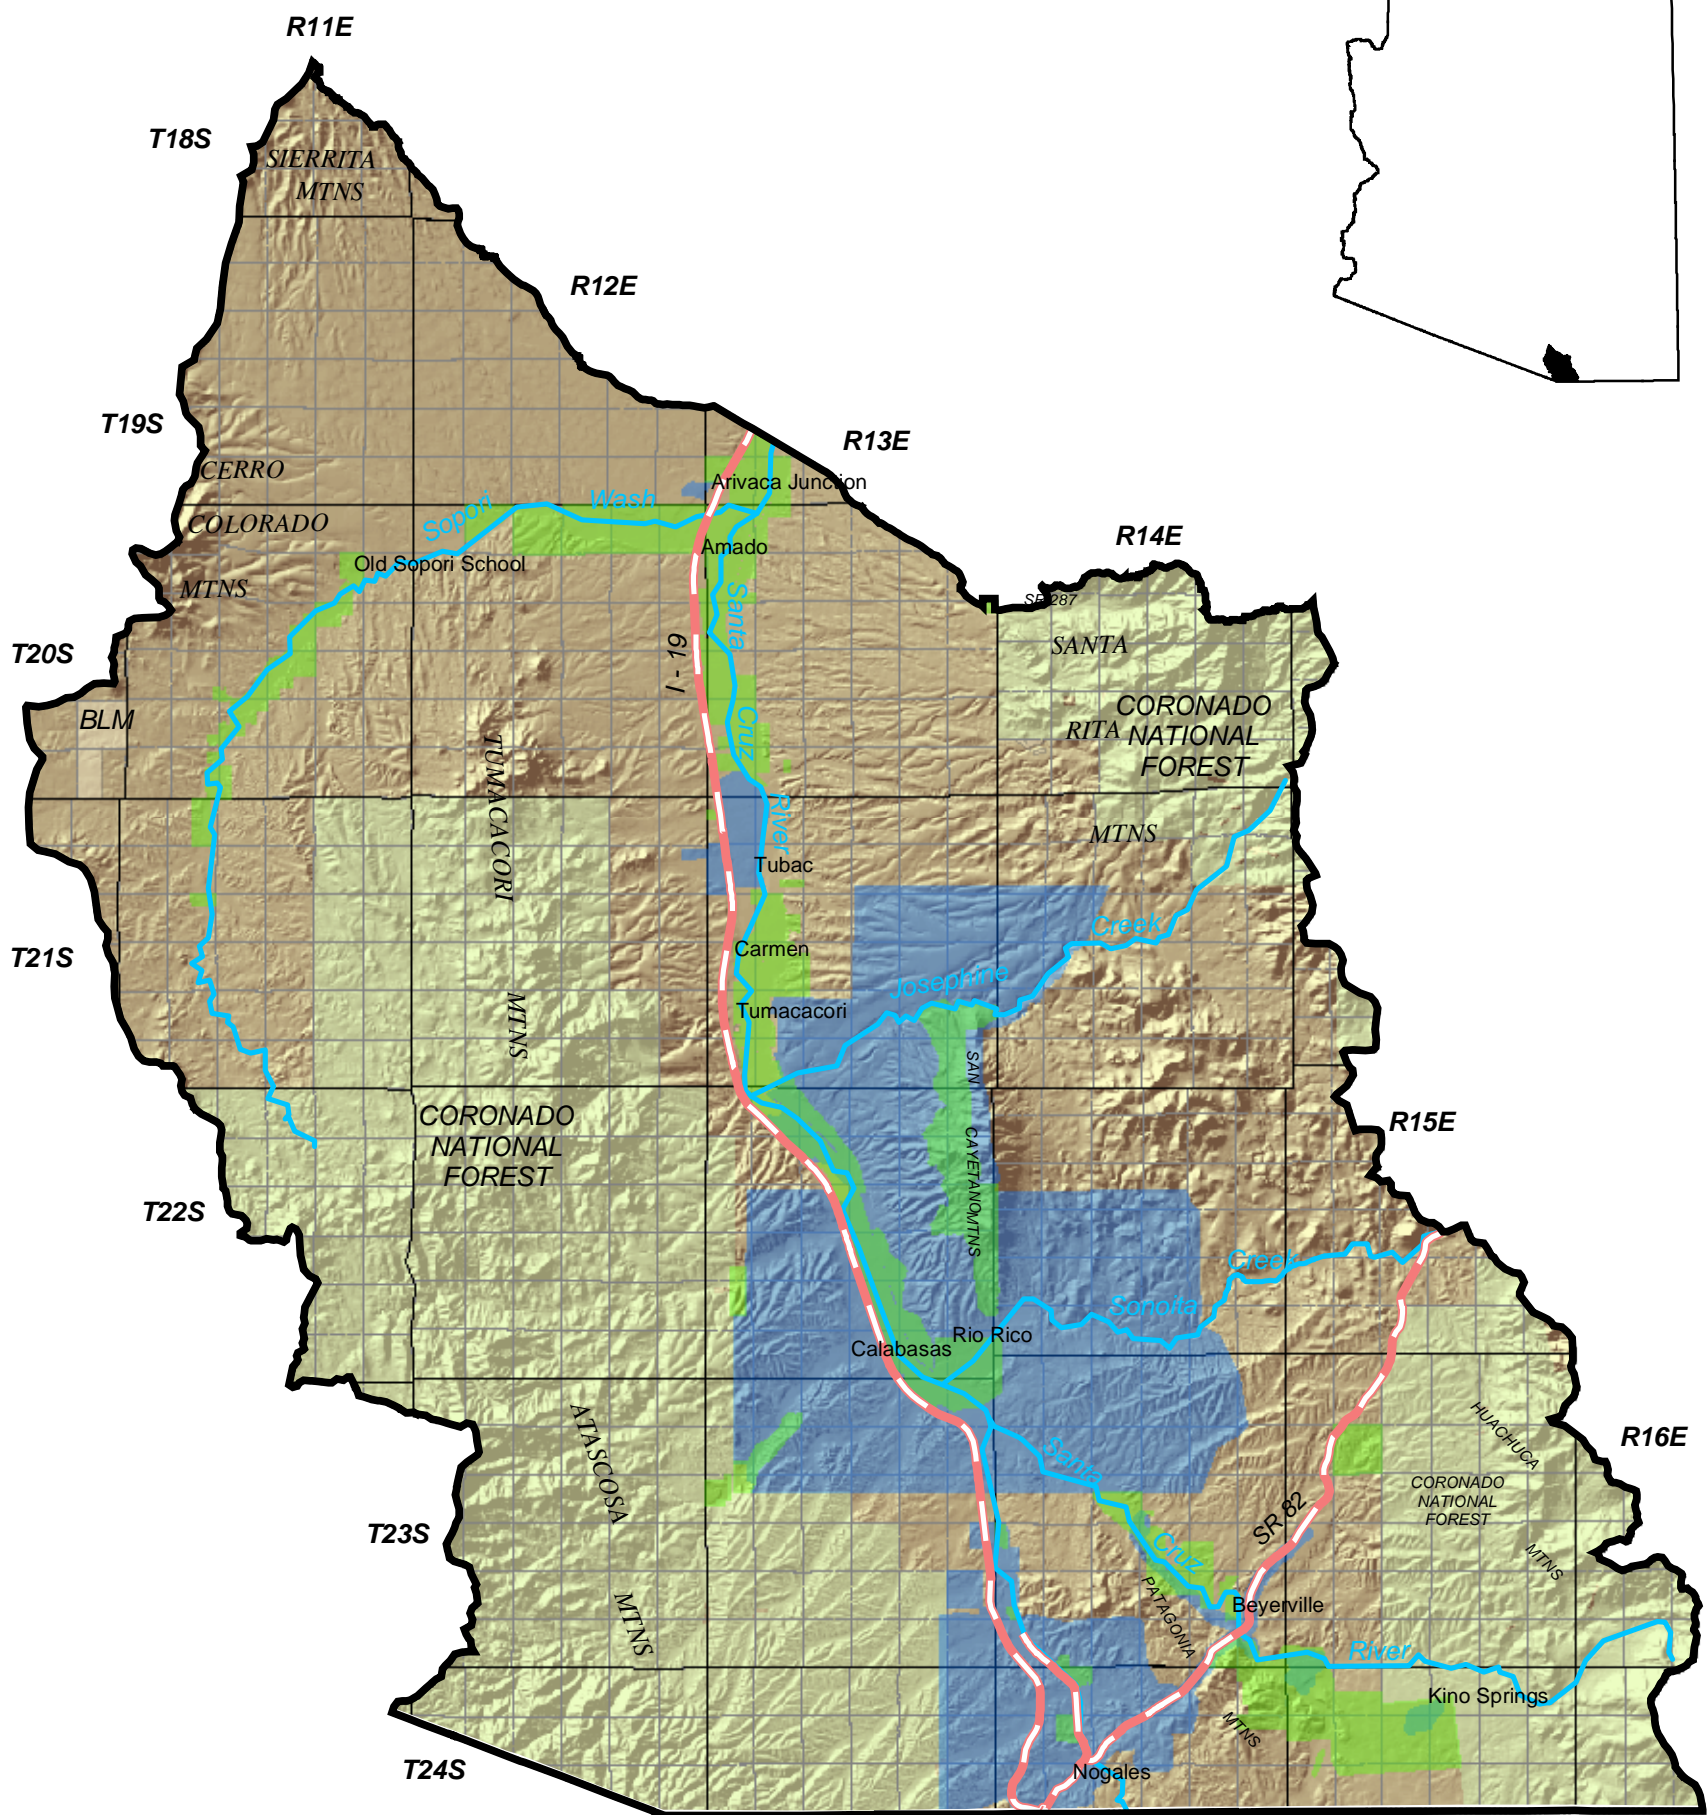 R11E
T18S
SIERRITA
MTNS
R12E
T19S
R13E
CERRO
Arivaca Junction
Sopori
Wash
COLORADO
R14E
Amado
Old Sopori School
MTNS
Santa
SR 287
T20S
I - 19
SANTA
BLM
Cruz
RITA
CORONADO
NATIONAL
FOREST
TUMACACORI
River
MTNS
Tubac
Creek
T21S
Carmen
Josephine
Tumacacori
MTNS
SAN
CORONADO
NATIONAL
FOREST
R15E
CAYETANO
MTNS
T22S
Creek
Sonoita
Rio Rico
Calabasas
ATASCOSA
HUACHUCA
R16E
Santa
CORONADO
NATIONAL
FOREST
SR 82
T23S
Cruz
MTNS
PATAGONIA
Beyerville
MTNS
River
Kino Springs
MTNS
T24S
Nogales